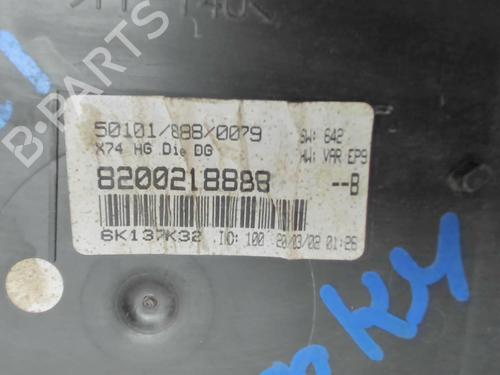 50101/888/0079
SW: 642
X74 HG Die DG
HW: VAR EP9
8200218888
--B
6K137K32
ID: 100
20/03/02 01:26
B-PARTS